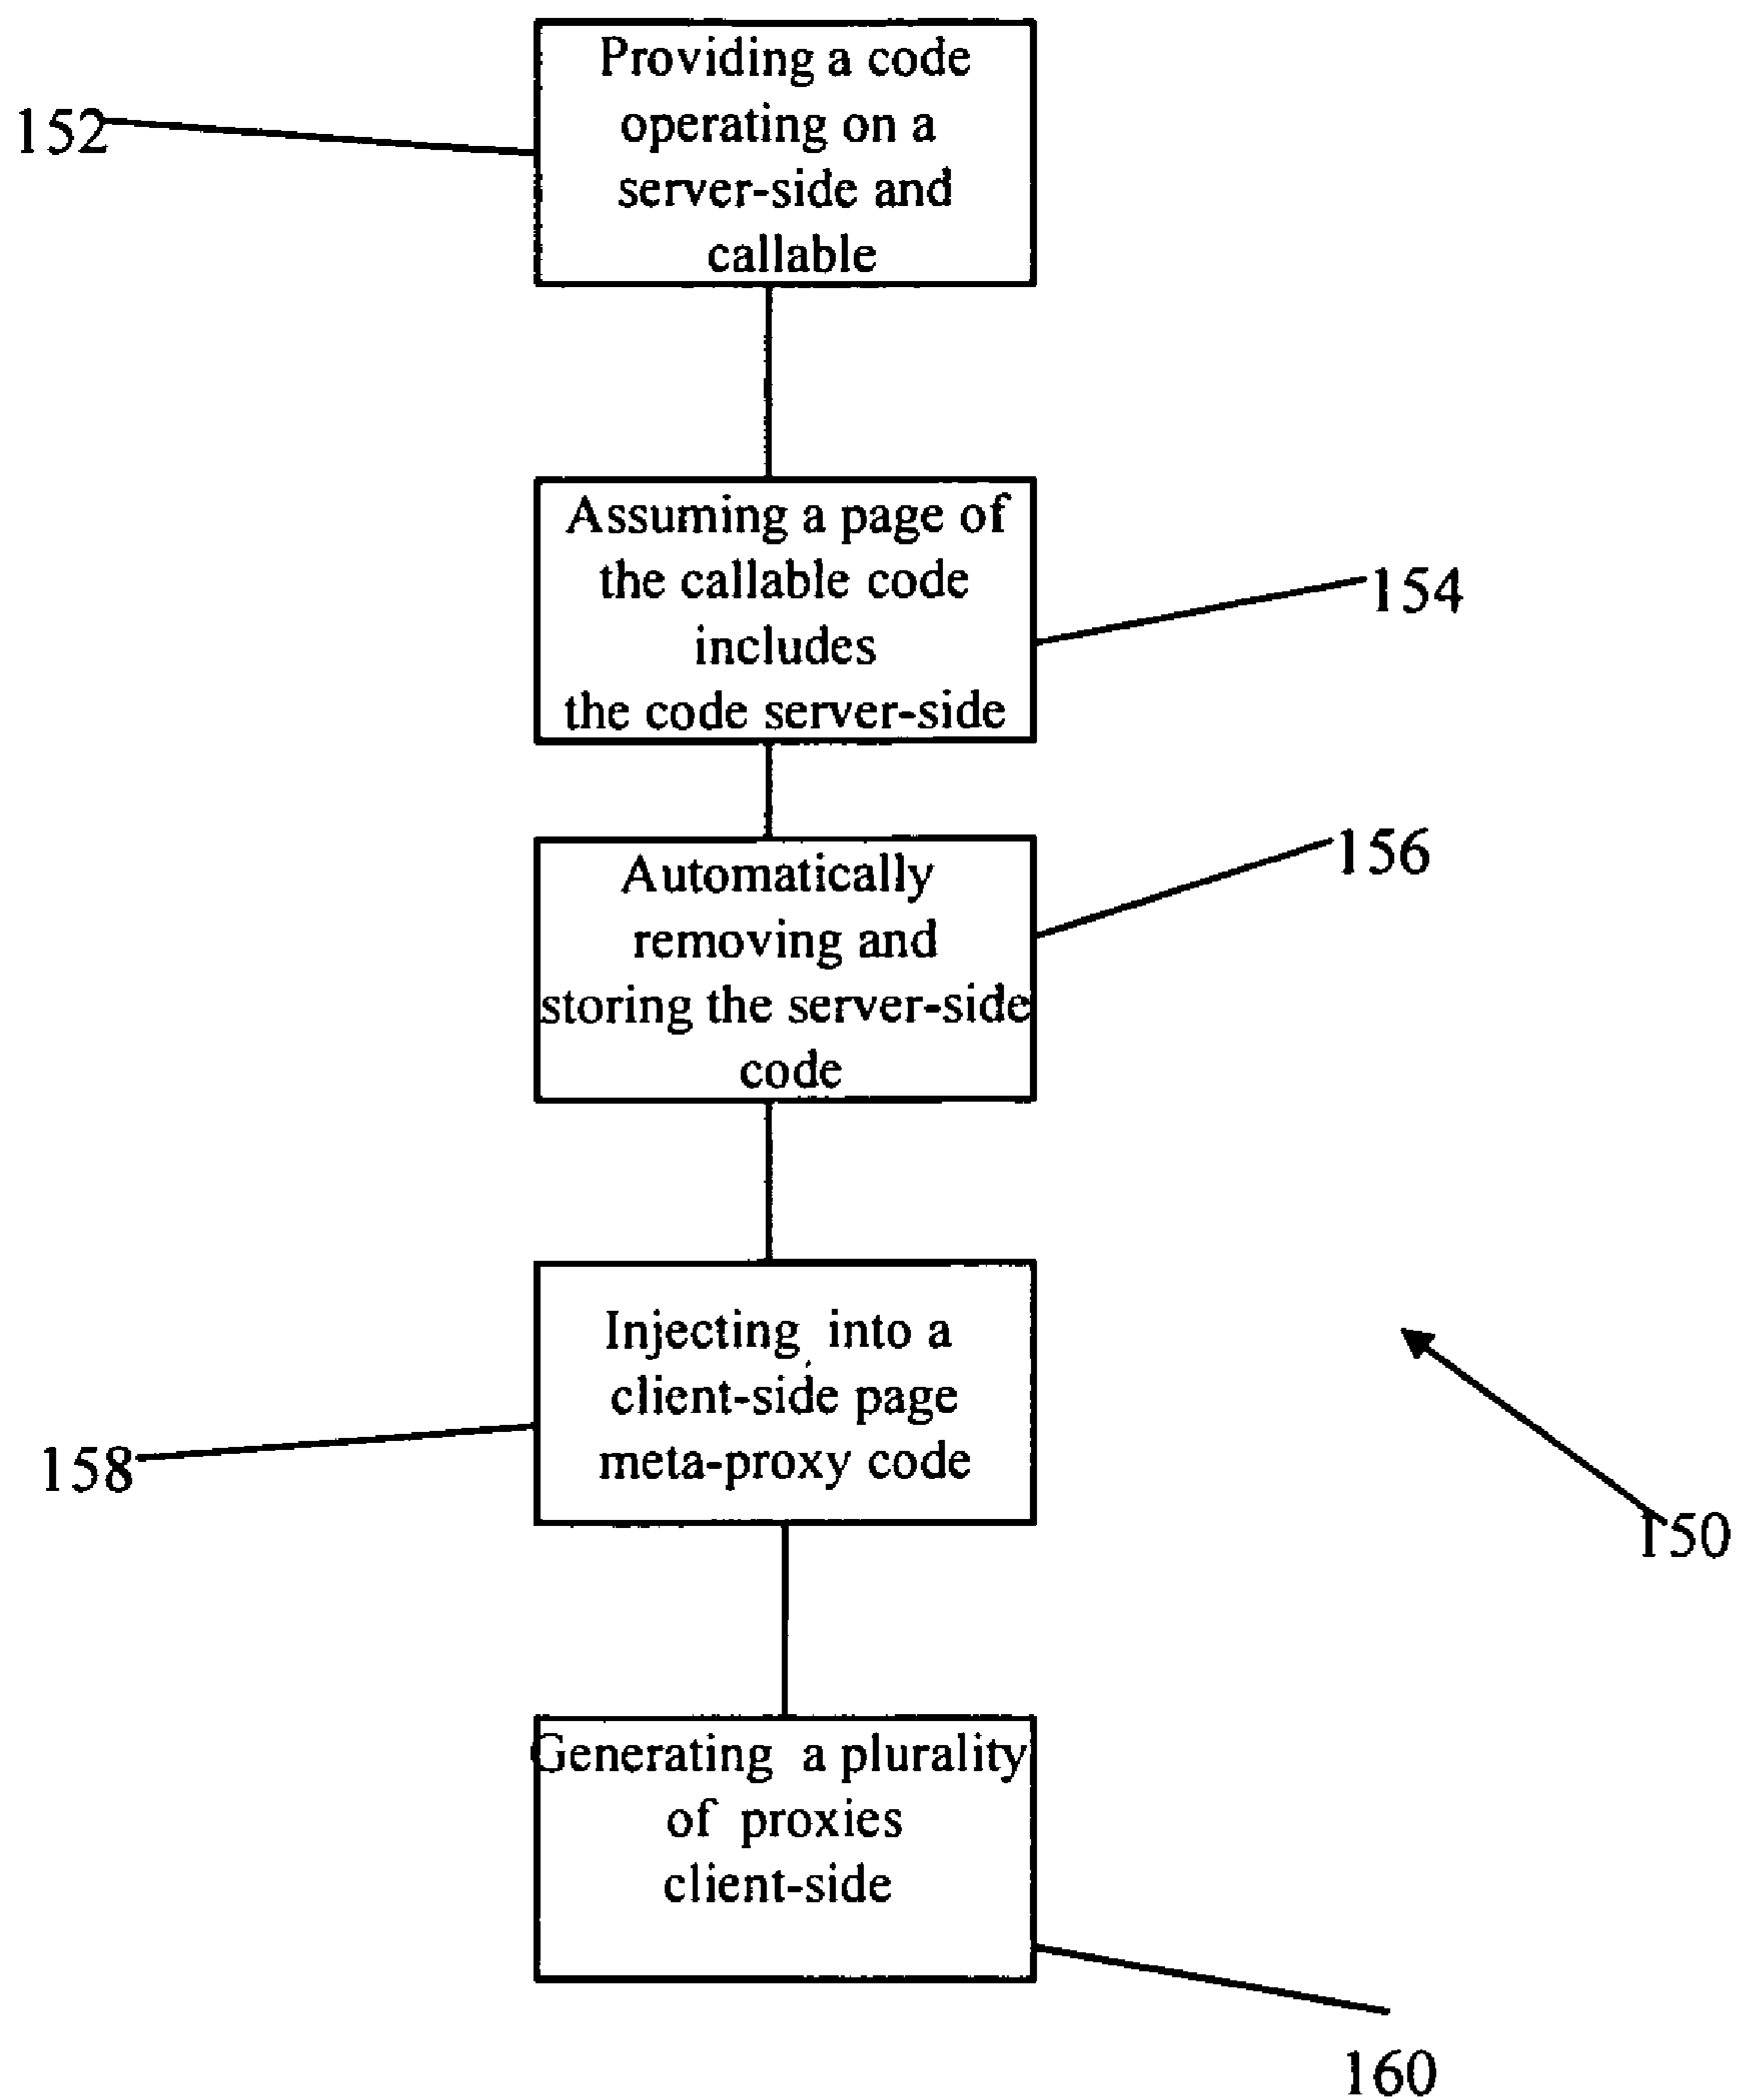 Providing a code
operating on a
server-side and
callable
152
Assuming a page of
the callable code
includes
the code server-side
154
Automatically
removing and
storing the server-side
code
156
Injecting into a
client-side page
meta-proxy code
158
150
Generating a plurality
of proxies
client-side
160